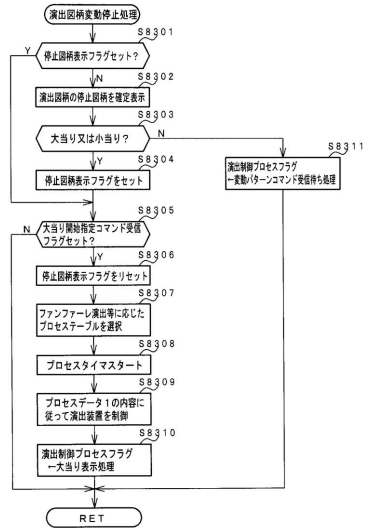 演出図柄変動停止処理
S8301
停止図柄表示フラグセット?
Y
N
S8302
演出図柄の停止図柄を確定表示
S8303
大当り又は小当り?
N
Y
S8304
停止図柄表示フラグをセット
S8311
演出制御プロセスフラグ
←変動パターンコマンド受信待ち処理
S8305
大当り開始指定コマンド受信
フラグセット?
N
Y
S8306
停止図柄表示フラグをリセット
S8307
ファンファーレ演出等に応じた
プロセステーブルを選択
S8308
プロセスタイマスタート
S8309
プロセスデータ1の内容に
従って演出装置を制御
S8310
演出制御プロセスフラグ
←大当り表示処理
RET